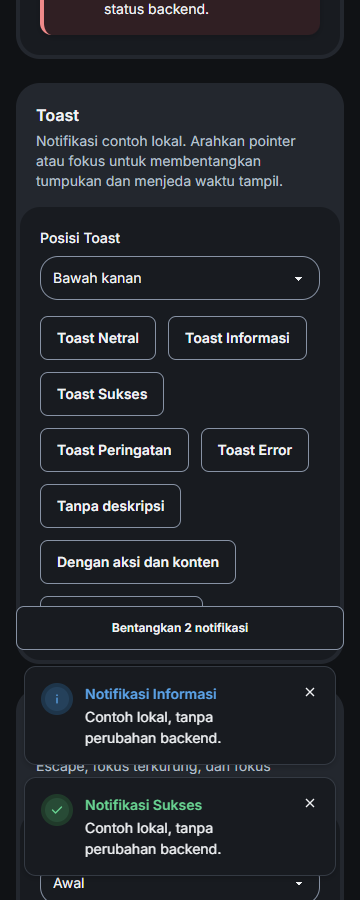 status backend.
Toast
Notifikasi contoh lokal. Arahkan pointer
atau fokus untuk membentangkan
tumpukan dan menjeda waktu tampil.
Posisi Toast
Bawah kanan
Toast Netral
Toast Informasi
Toast Sukses
Toast Peringatan
Toast Error
Tanpa deskripsi
Dengan aksi dan konten
Bentangkan 2 notifikasi
Notifikasi Informasi
Contoh lokal, tanpa
perubahan backend.
Escape, fokus terkurung, dan fokus
Notifikasi Sukses
Contoh lokal, tanpa
perubahan backend.
Awal